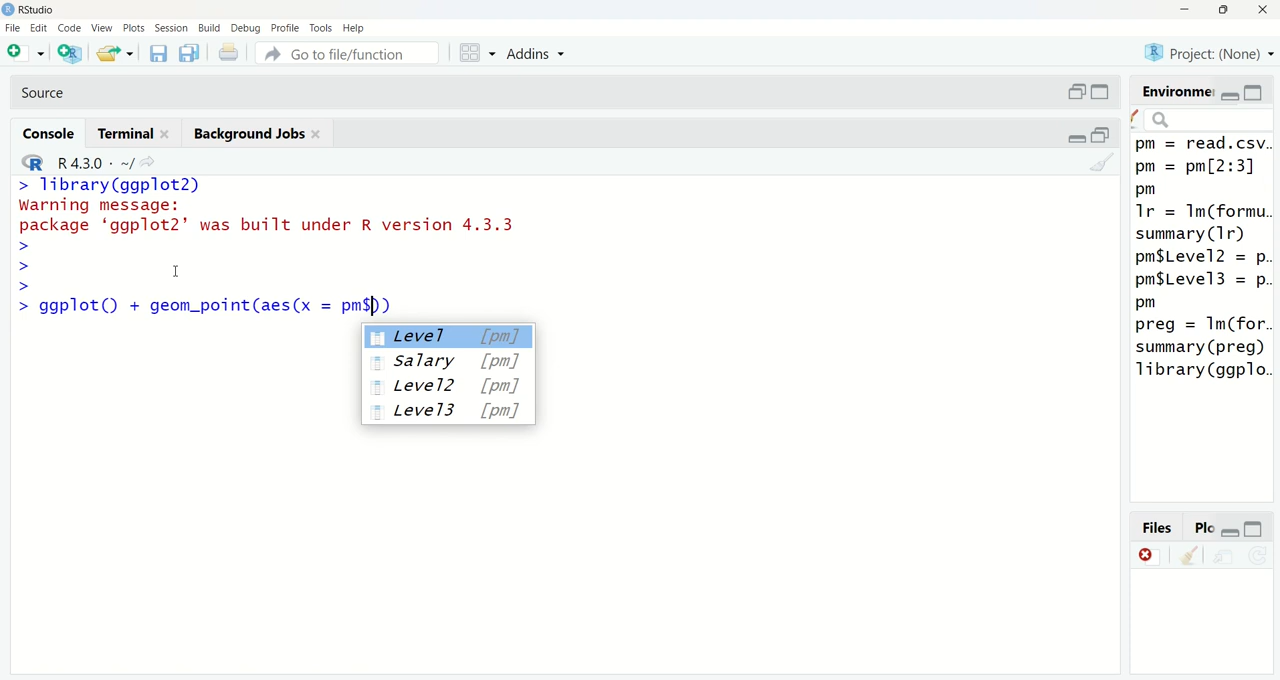 RStudio
File Edit Code View Plots Session Build Debug Profile Tools Help
Go to file/function Addins Project: (None)
Source
Environme
Console Terminal Background Jobs
R 4.3.0 · ~/
> library(ggplot2)
Warning message:
package ‘ggplot2’ was built under R version 4.3.3
>
>
>
> ggplot() + geom_point(aes(x = pm$))
Level [pm]
Salary [pm]
Level2 [pm]
Level3 [pm]
pm = read.csv…
pm = pm[2:3]
pm
lr = lm(formu…
summary(lr)
pm$Level2 = p…
pm$Level3 = p…
pm
preg = lm(for…
summary(preg)
library(ggplo…
Files Plo